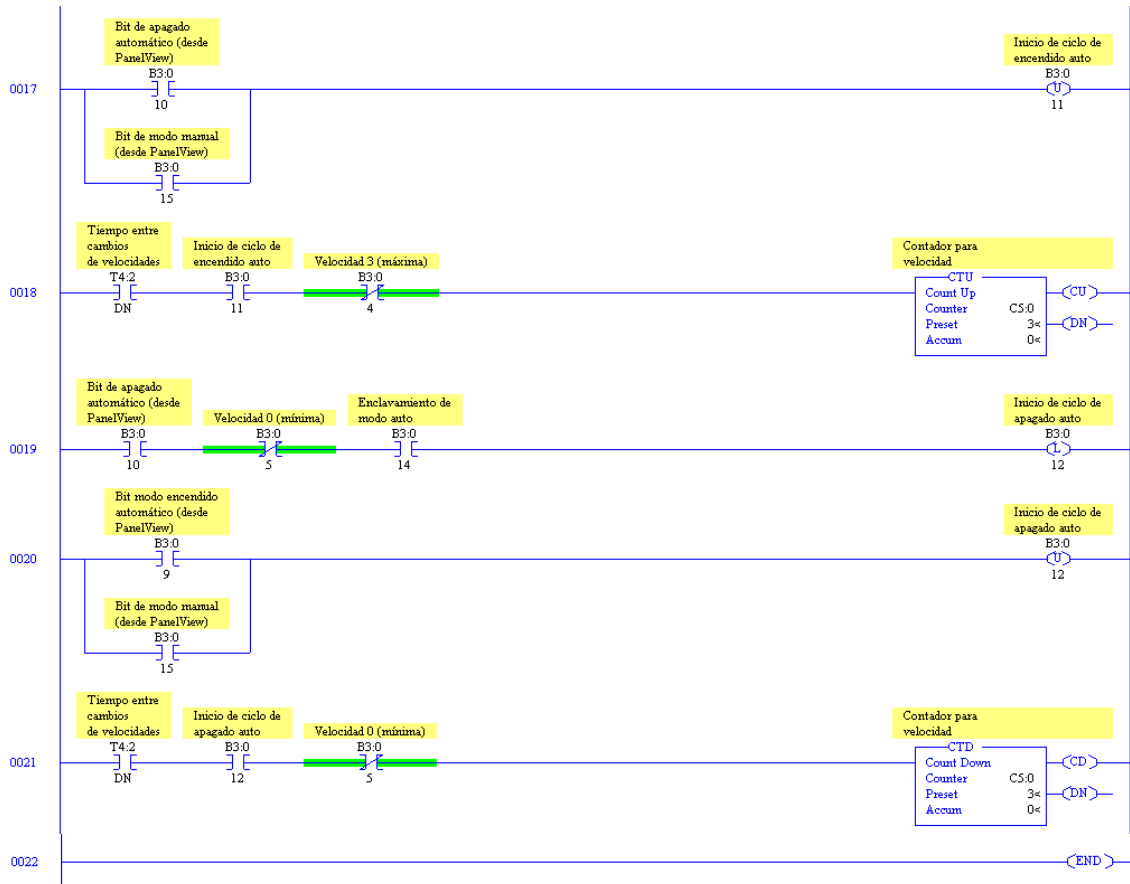 Bit de apagado
automático (desde
PanelView)
B3:0
10
Inicio de ciclo de
encendido auto
B3:0
U
11
0017
Bit de modo manual
(desde PanelView)
B3:0
15
Tiempo entre
cambios
de velocidades
T4:2
DN
Inicio de ciclo de
encendido auto
B3:0
11
Velocidad 3 (máxima)
B3:0
4
Contador para
velocidad
0018
CTU
Count Up
Counter C5:0
Preset 3<
Accum 0<
CU
DN
Bit de apagado
automático (desde
PanelView)
B3:0
10
Velocidad 0 (mínima)
B3:0
5
Enclavamiento de
modo auto
B3:0
14
Inicio de ciclo de
apagado auto
B3:0
L
12
0019
Bit modo encendido
automático (desde
PanelView)
B3:0
9
Inicio de ciclo de
apagado auto
B3:0
U
12
0020
Bit de modo manual
(desde PanelView)
B3:0
15
Tiempo entre
cambios
de velocidades
T4:2
DN
Inicio de ciclo de
apagado auto
B3:0
12
Velocidad 0 (mínima)
B3:0
5
Contador para
velocidad
0021
CTD
Count Down
Counter C5:0
Preset 3<
Accum 0<
CD
DN
0022
END